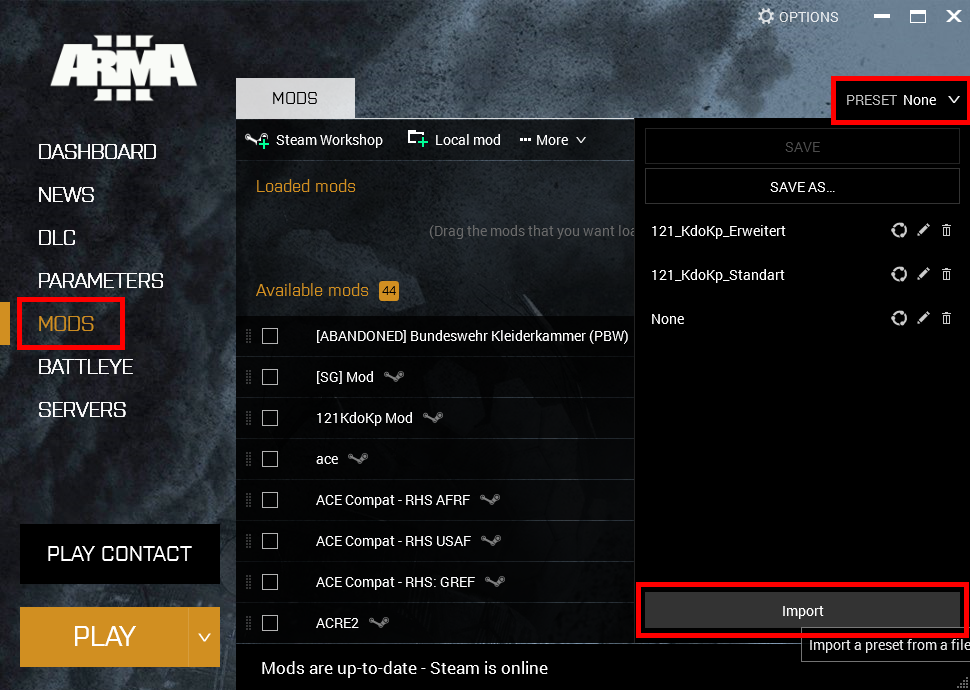 OPTIONS
ARMA
III
MODS
PRESET None
DASHBOARD
NEWS
DLC
PARAMETERS
MODS
BATTLEYE
SERVERS
PLAY CONTACT
PLAY
Steam Workshop
Local mod
More
Loaded mods
(Drag the mods that you want loa
Available mods 44
[ABANDONED] Bundeswehr Kleiderkammer (PBW)
[SG] Mod
121KdoKp Mod
ace
ACE Compat - RHS AFRF
ACE Compat - RHS USAF
ACE Compat - RHS: GREF
ACRE2
SAVE
SAVE AS...
121_KdoKp_Erweitert
121_KdoKp_Standart
None
Import
Import a preset from a file
Mods are up-to-date - Steam is online